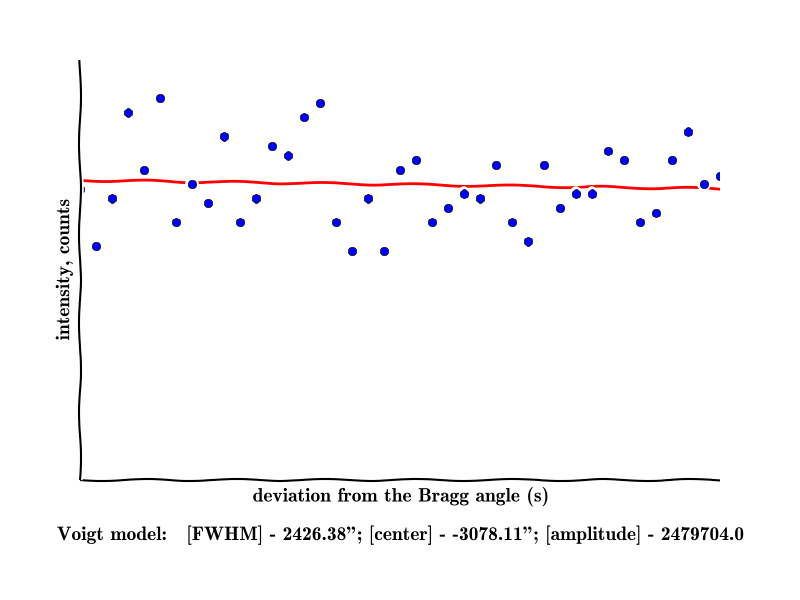 intensity, counts
deviation from the Bragg angle (s)
Voigt model: [FWHM] - 2426.38”; [center] - -3078.11”; [amplitude] - 2479704.0